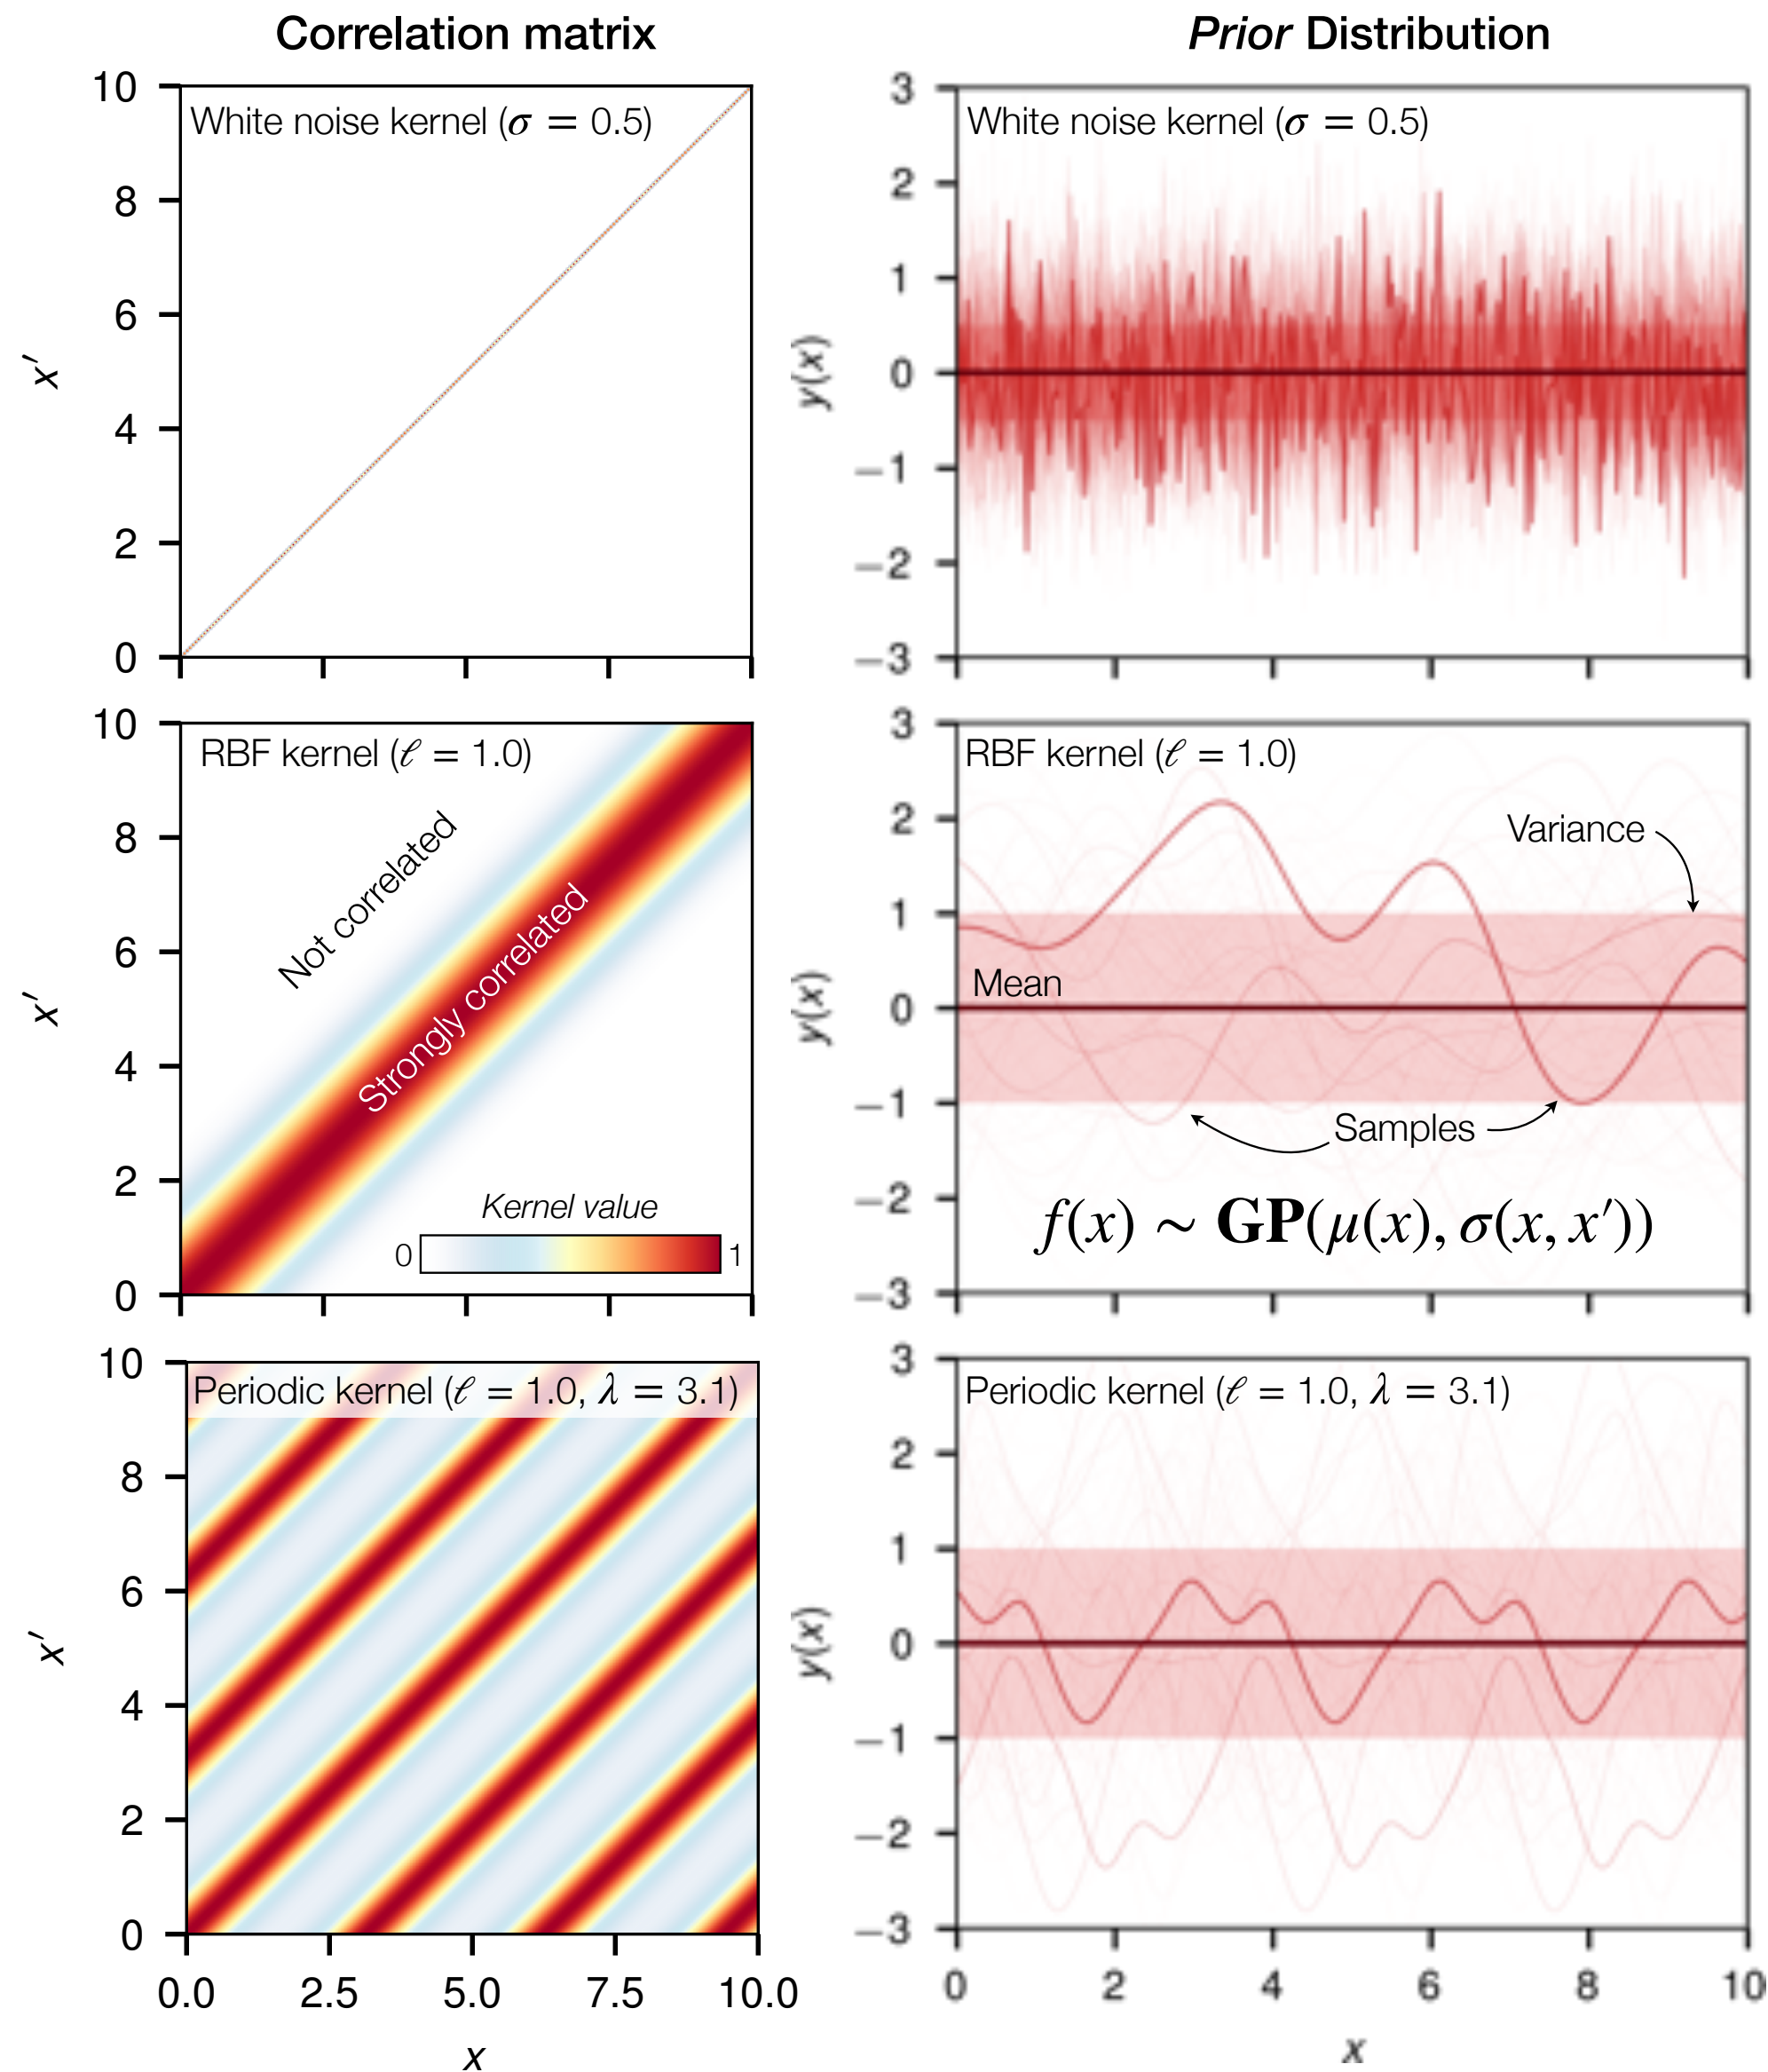 Correlation matrix
Prior Distribution
10
8
6
4
2
0
x′
White noise kernel (σ = 0.5)
3
2
1
0
−1
−2
−3
y(x)
White noise kernel (σ = 0.5)
10
8
6
4
2
0
x′
RBF kernel (ℓ = 1.0)
Not correlated
Strongly correlated
Kernel value
0 1
3
2
1
0
−1
−2
−3
y(x)
RBF kernel (ℓ = 1.0)
Variance
Mean
Samples
f(x) ~ GP(μ(x), σ(x, x′))
10
8
6
4
2
0
x′
Periodic kernel (ℓ = 1.0, λ = 3.1)
0.0 2.5 5.0 7.5 10.0
x
3
2
1
0
−1
−2
−3
y(x)
Periodic kernel (ℓ = 1.0, λ = 3.1)
0 2 4 6 8 10
x